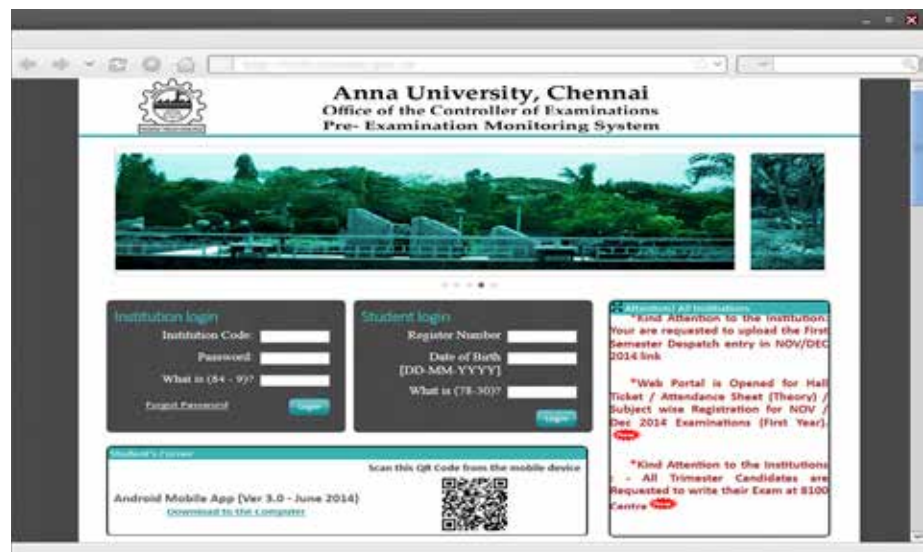 Anna University, Chennai
Office of the Controller of Examinations
Pre- Examination Monitoring System
Institution login
Institution Code
Password
What is (84 - 9)?
Forgot Password
Login
Student login
Register Number
Date of Birth
[DD-MM-YYYY]
What is (78-30)?
Login
Attention! All Institutions
*Kind Attention to the Institution:
Your are requested to upload the First
Semester Despatch entry in NOV/DEC
2014 link
*Web Portal is Opened for Hall
Ticket / Attendance Sheet (Theory) /
Subject wise Registration for NOV /
Dec 2014 Examinations (First Year).
New
*Kind Attention to the Institutions
: - All Trimester Candidates are
Requested to write their Exam at 8100
Centre New
Student's Corner
Scan this QR Code from the mobile device
Android Mobile App (Ver 3.0 - June 2014)
Download to the Computer